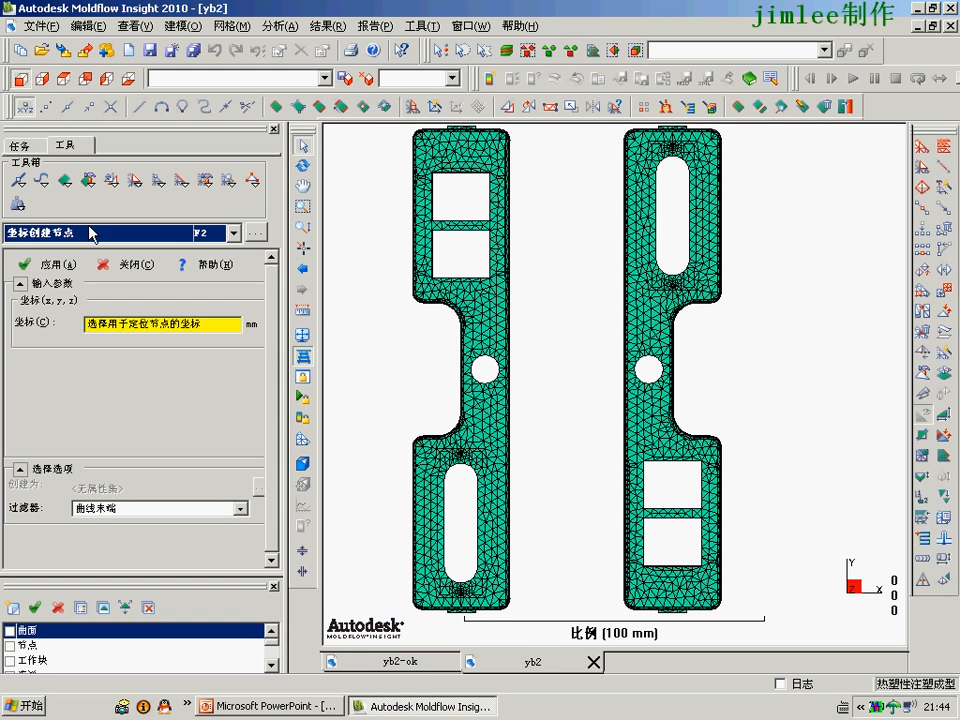 Autodesk Moldflow Insight 2010 - [yb2]
jimlee制作
文件(F) 编辑(E) 查看(V) 建模(O) 网格(M) 分析(A) 结果(R) 报告(P) 工具(T) 窗口(W) 帮助(H)
任务 工具
工具箱
坐标创建节点 F2
应用(A) 关闭(C) ? 帮助(H)
输入参数
坐标(x,y,z)
坐标(C): 选择用于定位节点的坐标 mm
选择选项
创建为: <无属性集>
过滤器: 曲线末端
曲面
节点
工作块
Y
Z X
0
0
0
Autodesk
MOLDFLOW INSIGHT
比例 (100 mm)
yb2-ok yb2
日志 热塑性注塑成型
开始 Microsoft PowerPoint - [... Autodesk Moldflow Insig... 21:44